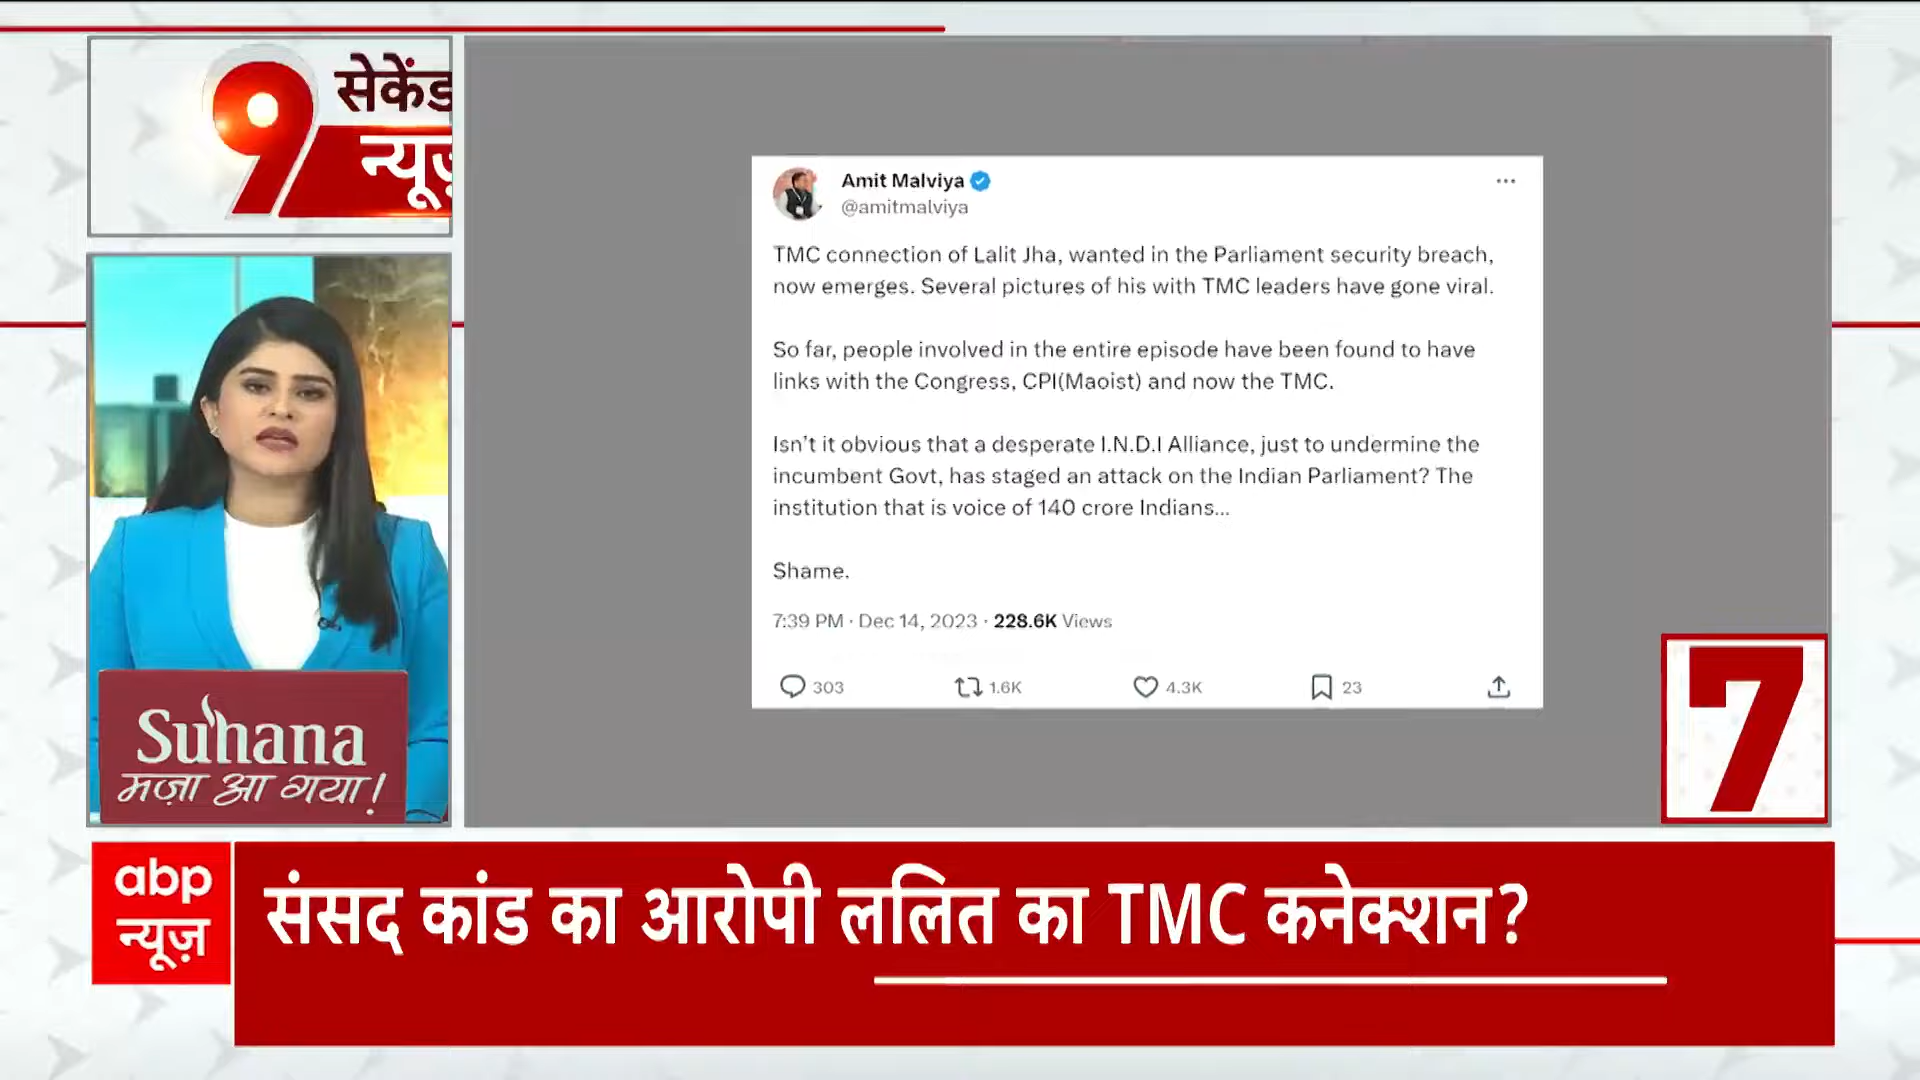 9 सेकेंड
न्यूज़
Amit Malviya
@amitmalviya
TMC connection of Lalit Jha, wanted in the Parliament security breach,
now emerges. Several pictures of his with TMC leaders have gone viral.
So far, people involved in the entire episode have been found to have
links with the Congress, CPI(Maoist) and now the TMC.
Isn't it obvious that a desperate I.N.D.I Alliance, just to undermine the
incumbent Govt, has staged an attack on the Indian Parliament? The
institution that is voice of 140 crore Indians...
Shame.
7:39 PM · Dec 14, 2023 · 228.6K Views
303 1.6K 4.3K 23
Suhana
मज़ा आ गया!
7
abp
न्यूज़
संसद कांड का आरोपी ललित का TMC कनेक्शन?